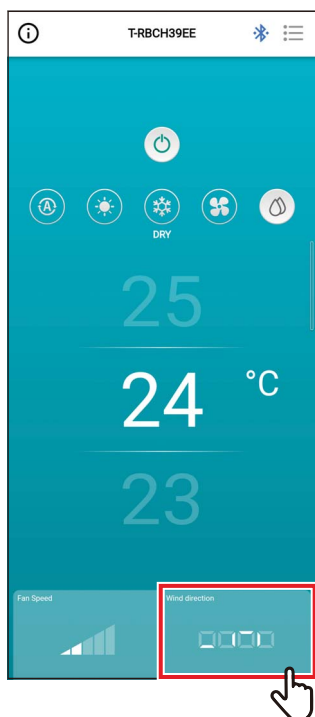 T-RBCH39EE
A
DRY
25
24 °C
23
Fan Speed
Wind direction